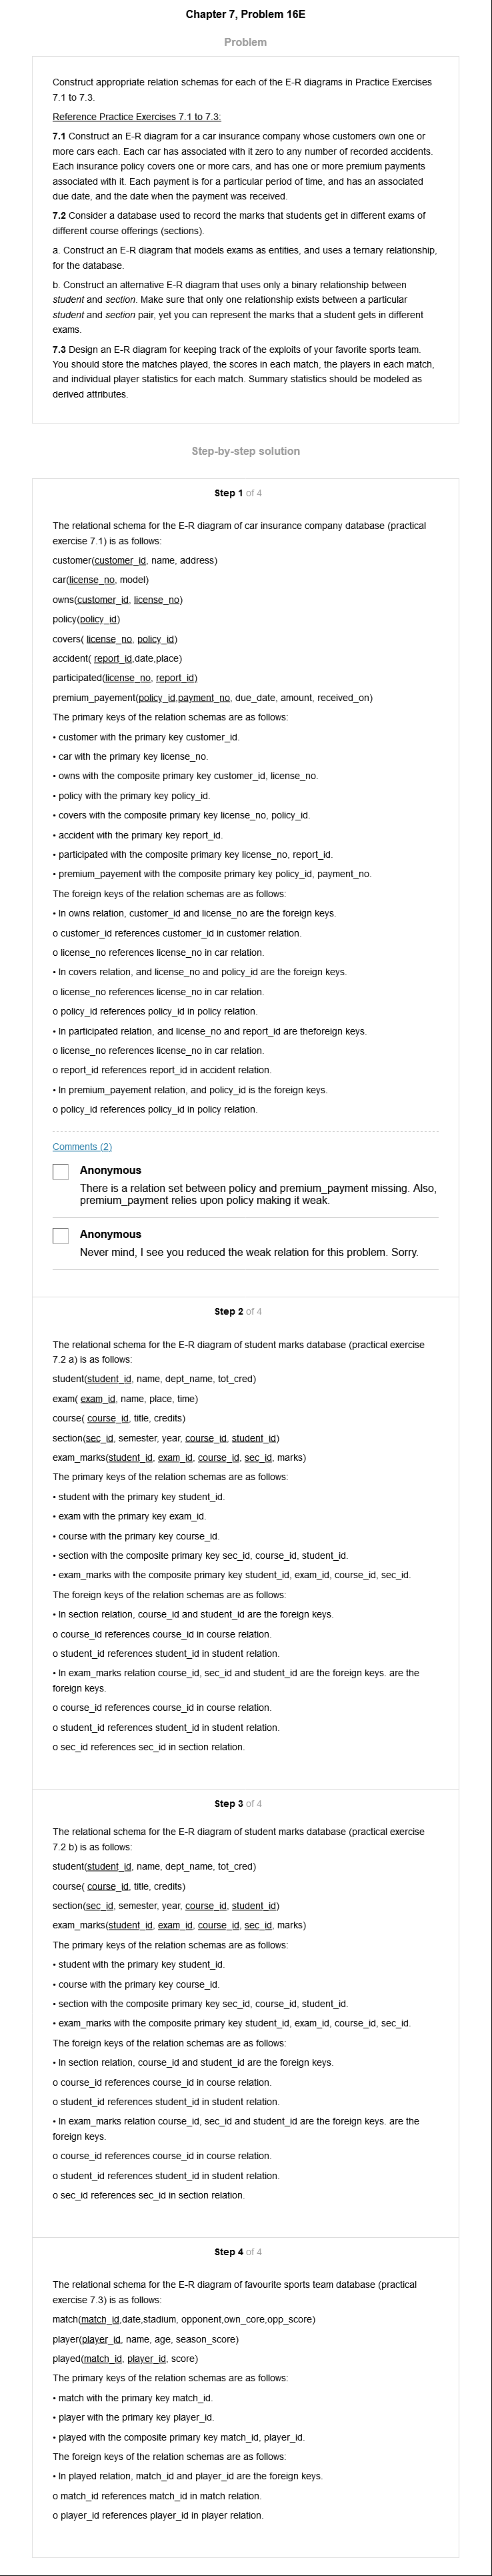 Chapter 7, Problem 16E
Problem
Construct appropriate relation schemas for each of the E-R diagrams in Practice Exercises
7.1 to 7.3.
Reference Practice Exercises 7.1 to 7.3:
7.1 Construct an E-R diagram for a car insurance company whose customers own one or
more cars each. Each car has associated with it zero to any number of recorded accidents.
Each insurance policy covers one or more cars, and has one or more premium payments
associated with it. Each payment is for a particular period of time, and has an associated
due date, and the date when the payment was received.
7.2 Consider a database used to record the marks that students get in different exams of
different course offerings (sections).
a. Construct an E-R diagram that models exams as entities, and uses a ternary relationship,
for the database.
b. Construct an alternative E-R diagram that uses only a binary relationship between
student and section. Make sure that only one relationship exists between a particular
student and section pair, yet you can represent the marks that a student gets in different
exams.
7.3 Design an E-R diagram for keeping track of the exploits of your favorite sports team.
You should store the matches played, the scores in each match, the players in each match,
and individual player statistics for each match. Summary statistics should be modeled as
derived attributes.
Step-by-step solution
Step 1 of 4
The relational schema for the E-R diagram of car insurance company database (practical
exercise 7.1) is as follows:
customer(customer_id, name, address)
car(license_no, model)
owns(customer_id, license_no)
policy(policy_id)
covers( license_no, policy_id)
accident( report_id,date,place)
participated(license_no, report_id)
premium_payement(policy_id,payment_no, due_date, amount, received_on)
The primary keys of the relation schemas are as follows:
• customer with the primary key customer_id.
• car with the primary key license_no.
• owns with the composite primary key customer_id, license_no.
• policy with the primary key policy_id.
• covers with the composite primary key license_no, policy_id.
• accident with the primary key report_id.
• participated with the composite primary key license_no, report_id.
• premium_payement with the composite primary key policy_id, payment_no.
The foreign keys of the relation schemas are as follows:
• In owns relation, customer_id and license_no are the foreign keys.
o customer_id references customer_id in customer relation.
o license_no references license_no in car relation.
• In covers relation, and license_no and policy_id are the foreign keys.
o license_no references license_no in car relation.
o policy_id references policy_id in policy relation.
• In participated relation, and license_no and report_id are theforeign keys.
o license_no references license_no in car relation.
o report_id references report_id in accident relation.
• In premium_payement relation, and policy_id is the foreign keys.
o policy_id references policy_id in policy relation.
Comments (2)
Anonymous
There is a relation set between policy and premium_payment missing. Also,
premium_payment relies upon policy making it weak.
Anonymous
Never mind, I see you reduced the weak relation for this problem. Sorry.
Step 2 of 4
The relational schema for the E-R diagram of student marks database (practical exercise
7.2 a) is as follows:
student(student_id, name, dept_name, tot_cred)
exam( exam_id, name, place, time)
course( course_id, title, credits)
section(sec_id, semester, year, course_id, student_id)
exam_marks(student_id, exam_id, course_id, sec_id, marks)
The primary keys of the relation schemas are as follows:
• student with the primary key student_id.
• exam with the primary key exam_id.
• course with the primary key course_id.
• section with the composite primary key sec_id, course_id, student_id.
• exam_marks with the composite primary key student_id, exam_id, course_id, sec_id.
The foreign keys of the relation schemas are as follows:
• In section relation, course_id and student_id are the foreign keys.
o course_id references course_id in course relation.
o student_id references student_id in student relation.
• In exam_marks relation course_id, sec_id and student_id are the foreign keys. are the
foreign keys.
o course_id references course_id in course relation.
o student_id references student_id in student relation.
o sec_id references sec_id in section relation.
Step 3 of 4
The relational schema for the E-R diagram of student marks database (practical exercise
7.2 b) is as follows:
student(student_id, name, dept_name, tot_cred)
course( course_id, title, credits)
section(sec_id, semester, year, course_id, student_id)
exam_marks(student_id, exam_id, course_id, sec_id, marks)
The primary keys of the relation schemas are as follows:
• student with the primary key student_id.
• course with the primary key course_id.
• section with the composite primary key sec_id, course_id, student_id.
• exam_marks with the composite primary key student_id, exam_id, course_id, sec_id.
The foreign keys of the relation schemas are as follows:
• In section relation, course_id and student_id are the foreign keys.
o course_id references course_id in course relation.
o student_id references student_id in student relation.
• In exam_marks relation course_id, sec_id and student_id are the foreign keys. are the
foreign keys.
o course_id references course_id in course relation.
o student_id references student_id in student relation.
o sec_id references sec_id in section relation.
Step 4 of 4
The relational schema for the E-R diagram of favourite sports team database (practical
exercise 7.3) is as follows:
match(match_id,date,stadium, opponent,own_core,opp_score)
player(player_id, name, age, season_score)
played(match_id, player_id, score)
The primary keys of the relation schemas are as follows:
• match with the primary key match_id.
• player with the primary key player_id.
• played with the composite primary key match_id, player_id.
The foreign keys of the relation schemas are as follows:
• In played relation, match_id and player_id are the foreign keys.
o match_id references match_id in match relation.
o player_id references player_id in player relation.